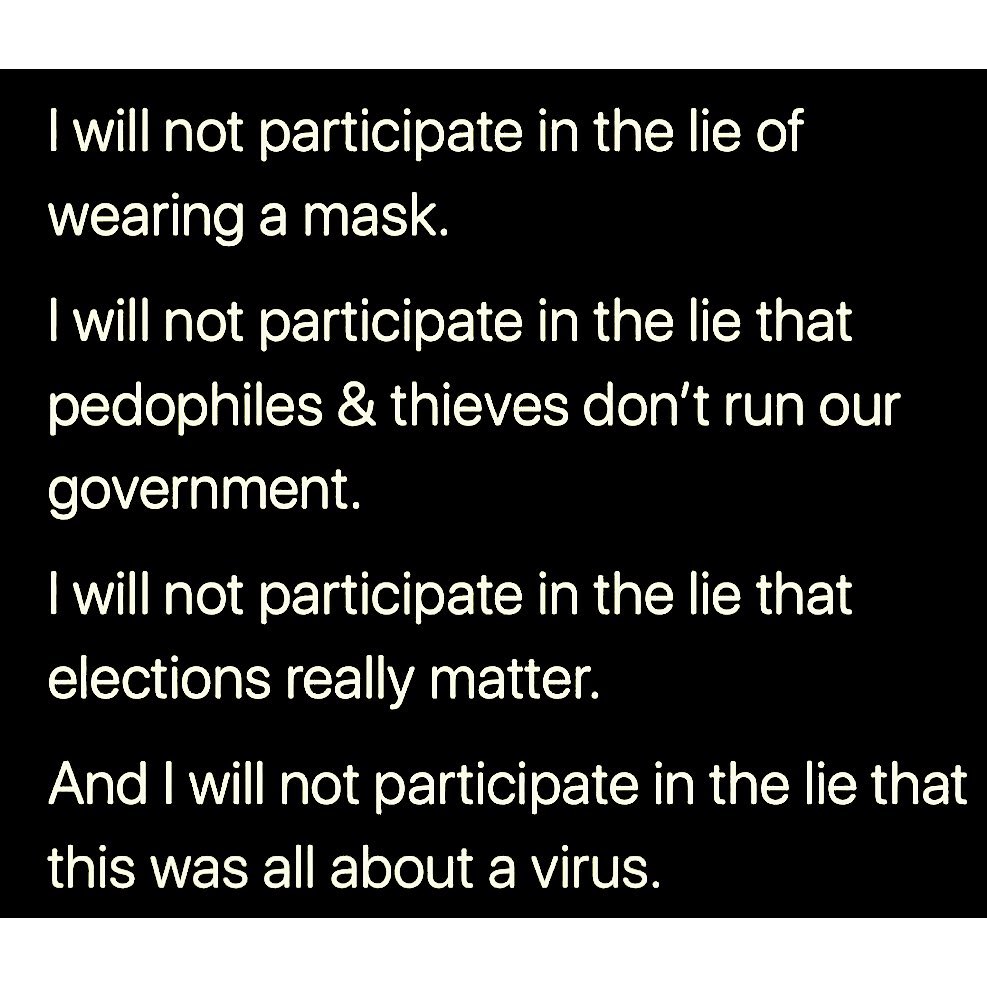 I will not participate in the lie of
wearing a mask.
I will not participate in the lie that
pedophiles & thieves don't run our
government.
I will not participate in the lie that
elections really matter.
And I will not participate in the lie that
this was all about a virus.